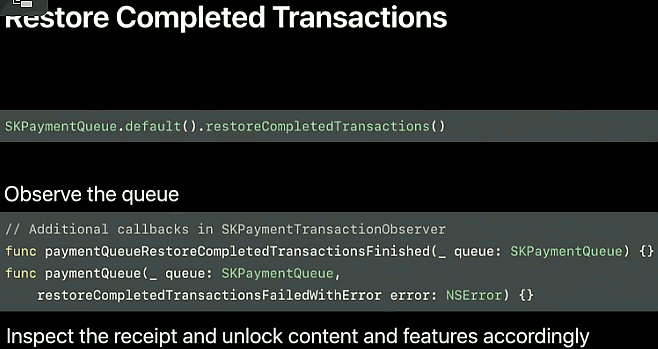 Restore Completed Transactions
SKPaymentQueue.default().restoreCompletedTransactions()
Observe the queue
// Additional callbacks in SKPaymentTransactionObserver
func paymentQueueRestoreCompletedTransactionsFinished(_ queue: SKPaymentQueue) {}
func paymentQueue(_ queue: SKPaymentQueue,
restoreCompletedTransactionsFailedWithError error: NSError) {}
Inspect the receipt and unlock content and features accordingly